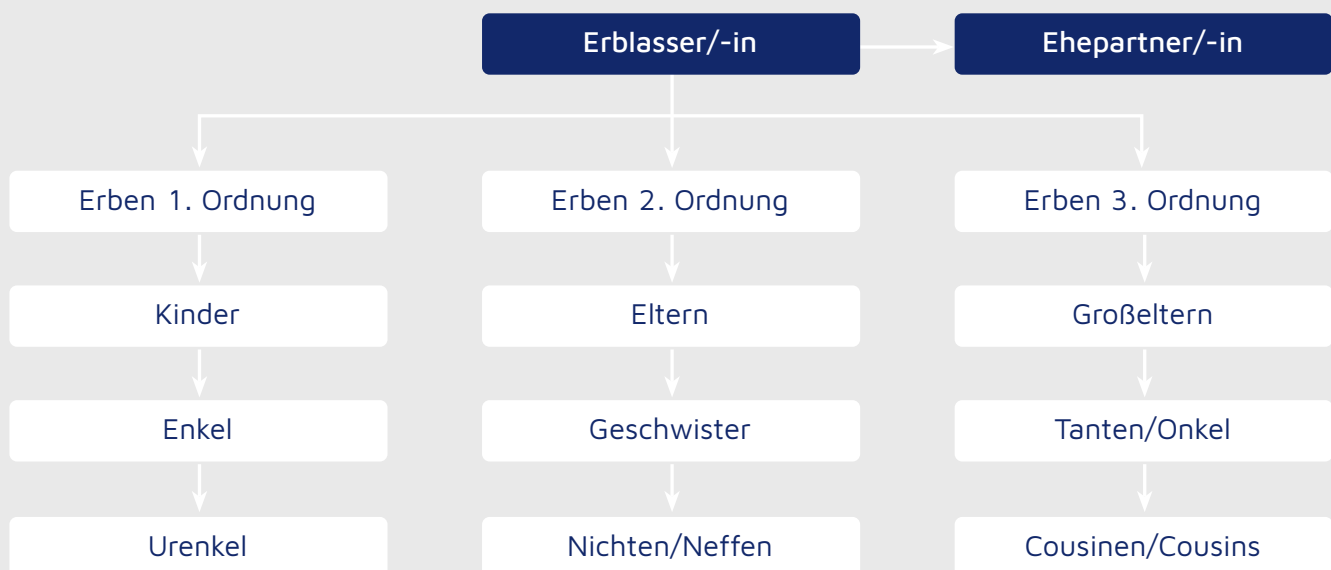 Erblasser/-in
Ehepartner/-in
Erben 1. Ordnung
Erben 2. Ordnung
Erben 3. Ordnung
Kinder
Eltern
Großeltern
Enkel
Geschwister
Tanten/Onkel
Urenkel
Nichten/Neffen
Cousinen/Cousins